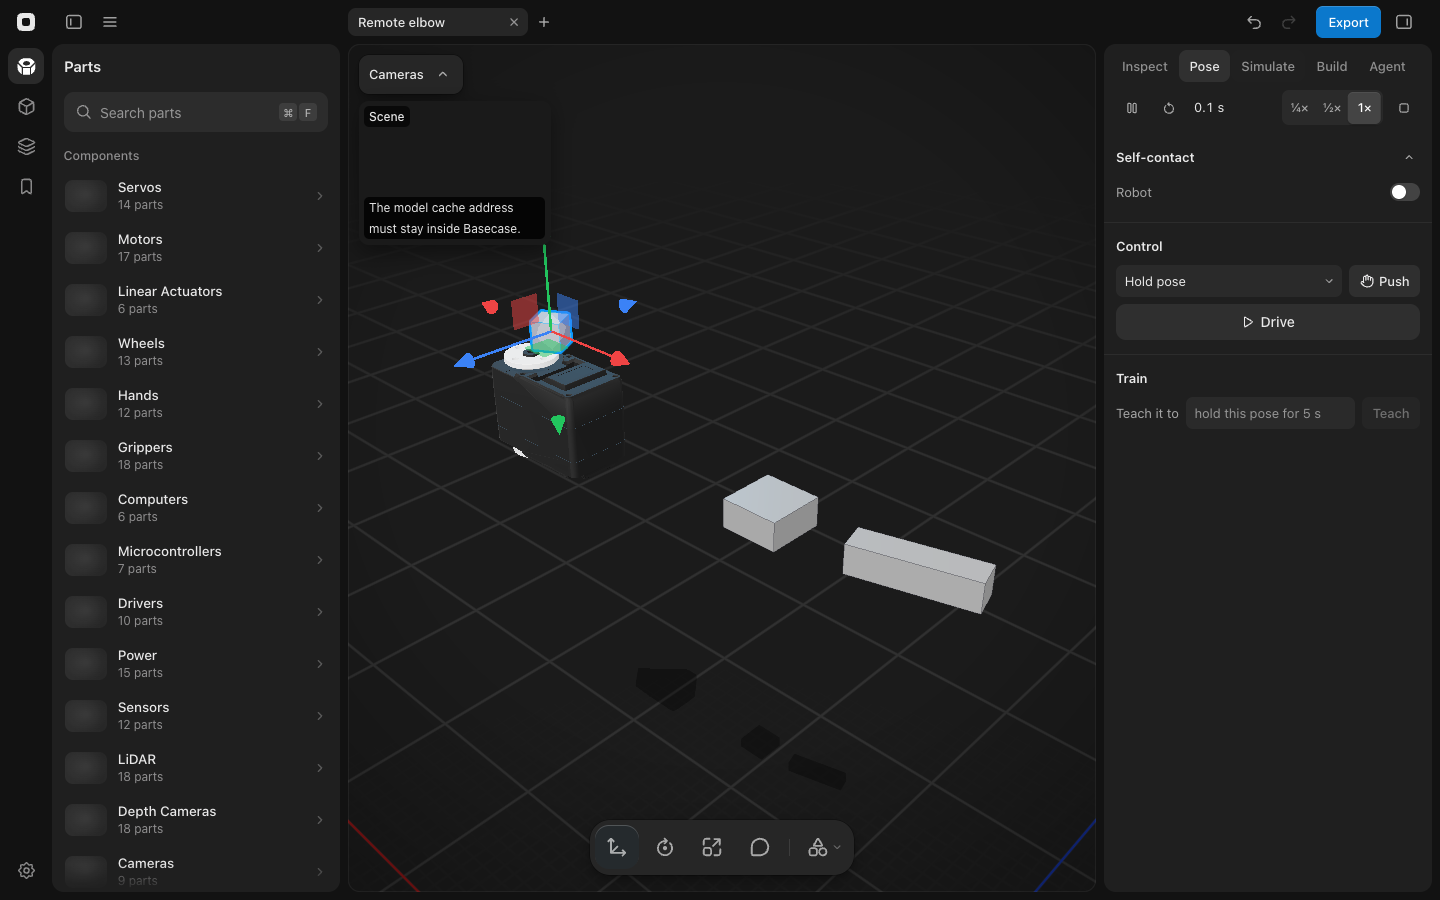 Remote elbow
Export
Parts
Search parts
⌘ F
Components
Servos
14 parts
Motors
17 parts
Linear Actuators
6 parts
Wheels
13 parts
Hands
12 parts
Grippers
18 parts
Computers
6 parts
Microcontrollers
7 parts
Drivers
10 parts
Power
15 parts
Sensors
12 parts
LiDAR
18 parts
Depth Cameras
18 parts
Cameras
9 parts
Cameras
Scene
The model cache address
must stay inside Basecase.
Inspect Pose Simulate Build Agent
0.1 s ¼× ½× 1×
Self-contact
Robot
Control
Hold pose Push
Drive
Train
Teach it to hold this pose for 5 s Teach